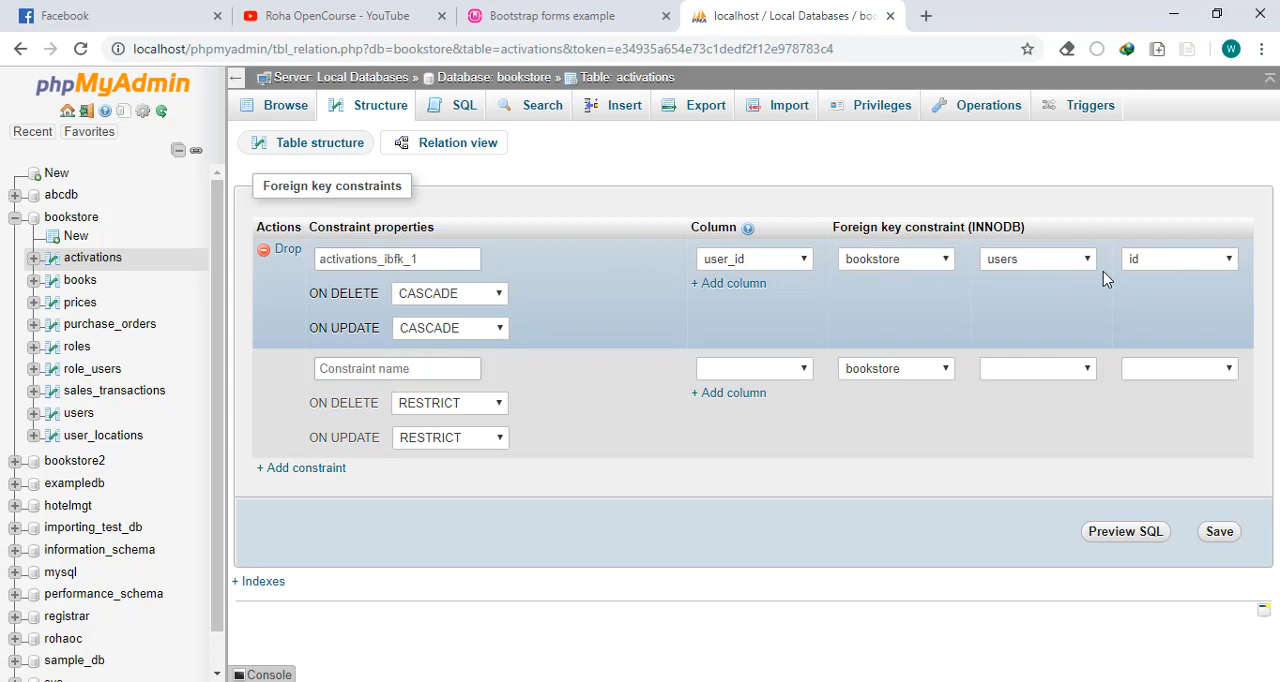 Facebook
Roha OpenCourse - YouTube
Bootstrap forms example
localhost / Local Databases / boo
localhost/phpmyadmin/tbl_relation.php?db=bookstore&table=activations&token=e34935a654e73c1dedf2f12e978783c4
W
phpMyAdmin
Recent
Favorites
New
abcdb
bookstore
New
activations
books
prices
purchase_orders
roles
role_users
sales_transactions
users
user_locations
bookstore2
exampledb
hotelmgt
importing_test_db
information_schema
mysql
performance_schema
registrar
rohaoc
sample_db
Server: Local Databases » Database: bookstore » Table: activations
Browse
Structure
SQL
Search
Insert
Export
Import
Privileges
Operations
Triggers
Table structure
Relation view
Foreign key constraints
Actions Constraint properties Column Foreign key constraint (INNODB)
Drop activations_ibfk_1 user_id bookstore users id
+ Add column
ON DELETE CASCADE
ON UPDATE CASCADE
Constraint name bookstore
+ Add column
ON DELETE RESTRICT
ON UPDATE RESTRICT
+ Add constraint
Preview SQL
Save
+ Indexes
Console